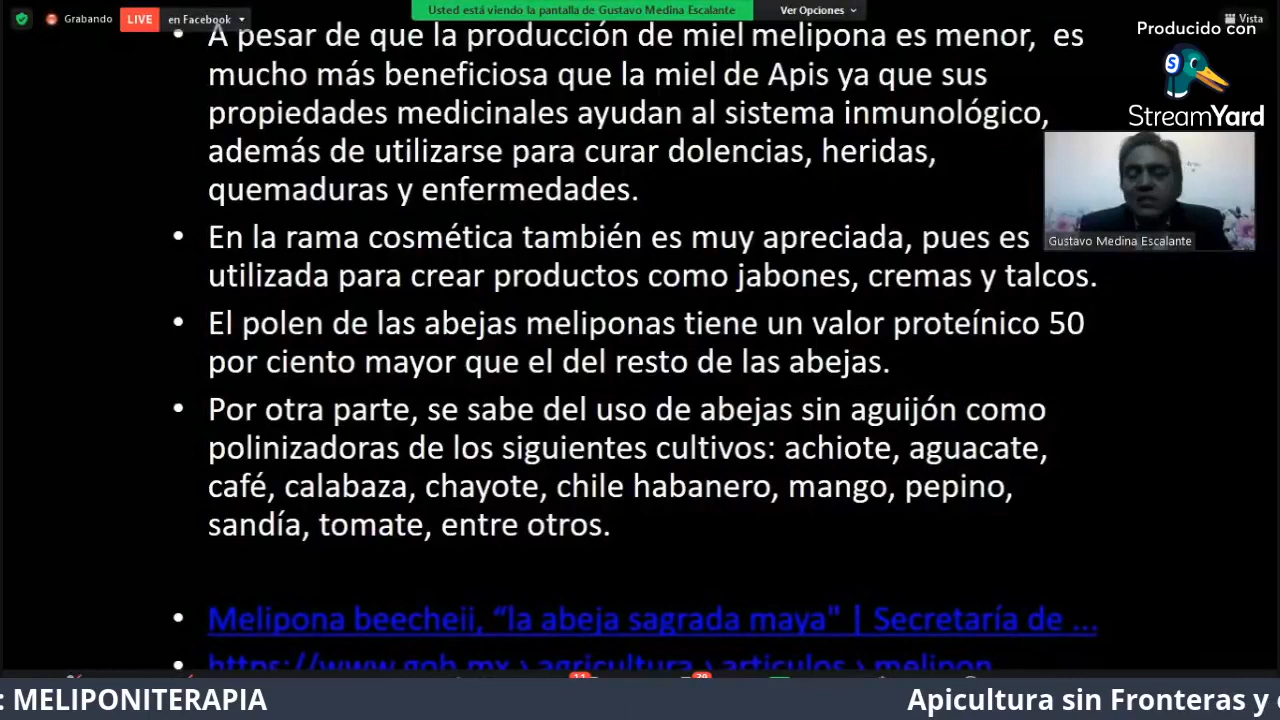 Grabando LIVE en Facebook
Usted está viendo la pantalla de Gustavo Medina Escalante
Ver Opciones
Vista
Producido con
StreamYard
Gustavo Medina Escalante
• A pesar de que la producción de miel melipona es menor, es
mucho más beneficiosa que la miel de Apis ya que sus
propiedades medicinales ayudan al sistema inmunológico,
además de utilizarse para curar dolencias, heridas,
quemaduras y enfermedades.
• En la rama cosmética también es muy apreciada, pues es
utilizada para crear productos como jabones, cremas y talcos.
• El polen de las abejas meliponas tiene un valor proteínico 50
por ciento mayor que el del resto de las abejas.
• Por otra parte, se sabe del uso de abejas sin aguijón como
polinizadoras de los siguientes cultivos: achiote, aguacate,
café, calabaza, chayote, chile habanero, mango, pepino,
sandía, tomate, entre otros.
• Melipona beecheii, “la abeja sagrada maya" | Secretaría de ...
• https://www.gob.mx › agricultura › articulos › melipon
: MELIPONITERAPIA
Apicultura sin Fronteras y